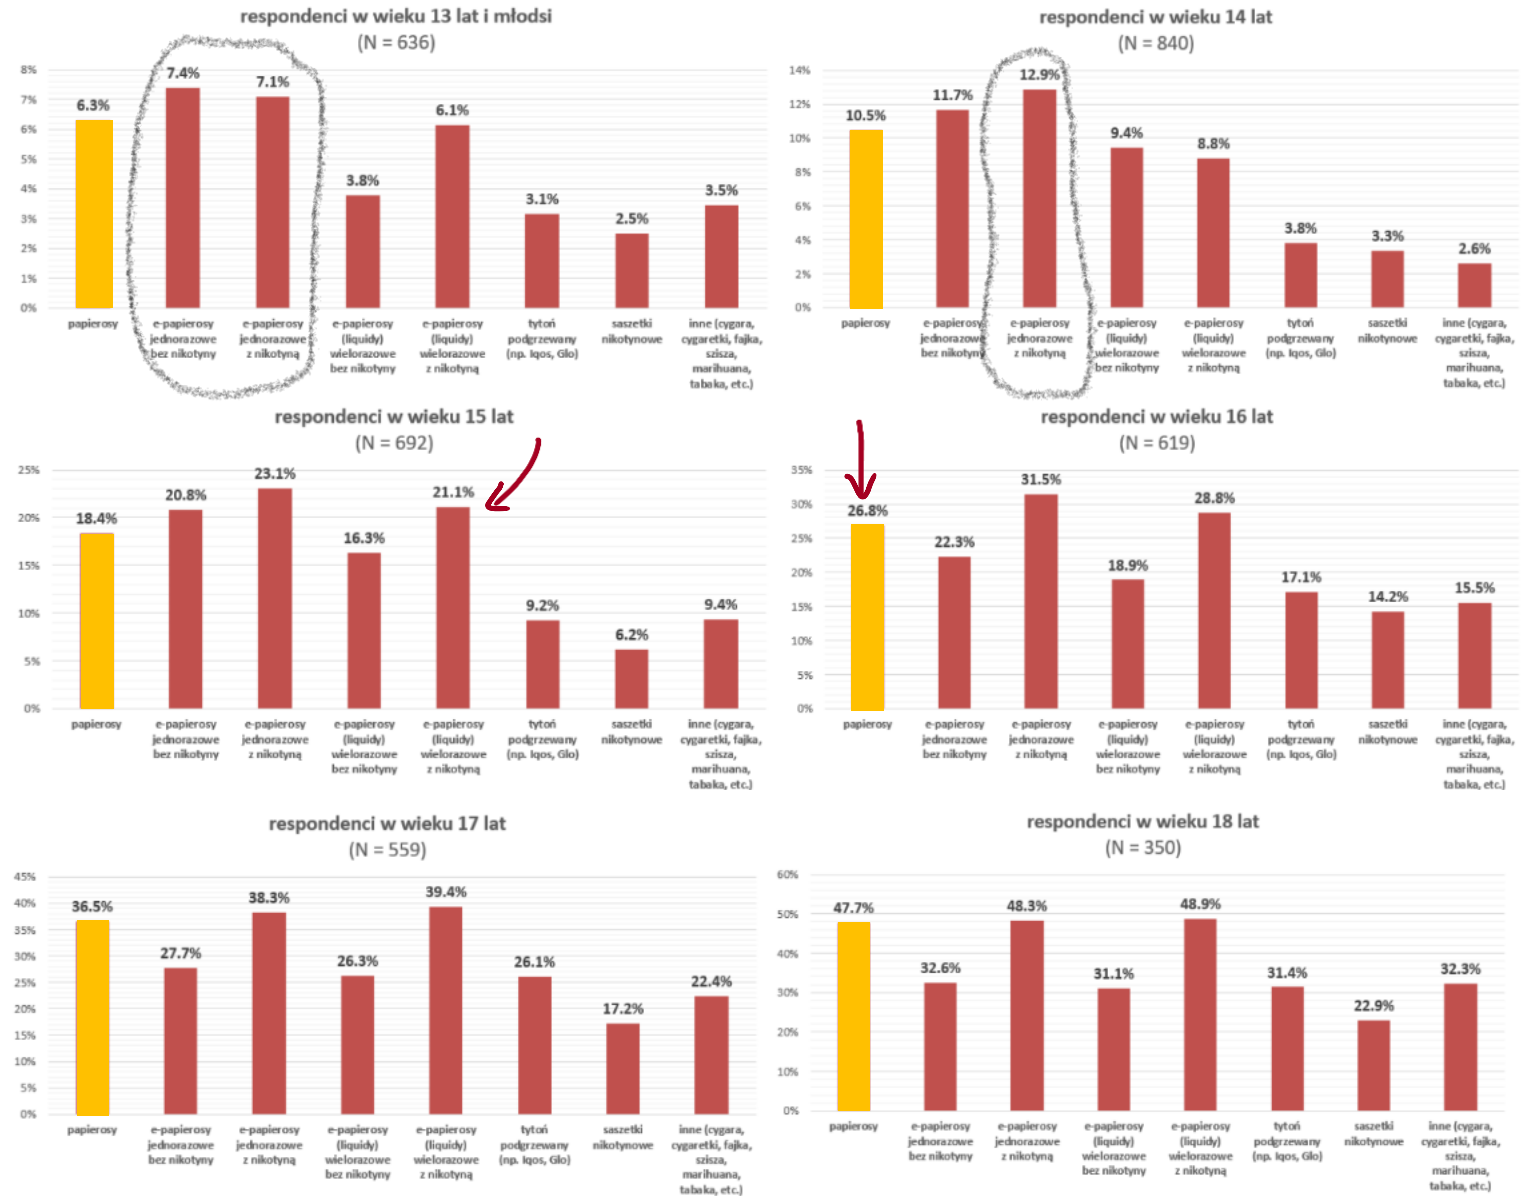 respondenci w wieku 13 lat i młodsi
(N = 636)
8%
7%
6%
5%
4%
3%
2%
1%
0%
6.3%
7.4%
7.1%
3.8%
6.1%
3.1%
2.5%
3.5%
papierosy
e-papierosy
jednorazowe
bez nikotyny
e-papierosy
jednorazowe
z nikotyną
e-papierosy
(liquidy)
wielorazowe
bez nikotyny
e-papierosy
(liquidy)
wielorazowe
z nikotyną
tytoń
podgrzewany
(np. Iqos, Glo)
saszetki
nikotynowe
inne (cygara,
cygaretki, fajka,
szisza,
marihuana,
tabaka, etc.)
respondenci w wieku 14 lat
(N = 840)
14%
12%
10%
8%
6%
4%
2%
0%
10.5%
11.7%
12.9%
9.4%
8.8%
3.8%
3.3%
2.6%
papierosy
e-papierosy
jednorazowe
bez nikotyny
e-papierosy
jednorazowe
z nikotyną
e-papierosy
(liquidy)
wielorazowe
bez nikotyny
e-papierosy
(liquidy)
wielorazowe
z nikotyną
tytoń
podgrzewany
(np. Iqos, Glo)
saszetki
nikotynowe
inne (cygara,
cygaretki, fajka,
szisza,
marihuana,
tabaka, etc.)
respondenci w wieku 15 lat
(N = 692)
25%
20%
15%
10%
5%
0%
18.4%
20.8%
23.1%
16.3%
21.1%
9.2%
6.2%
9.4%
papierosy
e-papierosy
jednorazowe
bez nikotyny
e-papierosy
jednorazowe
z nikotyną
e-papierosy
(liquidy)
wielorazowe
bez nikotyny
e-papierosy
(liquidy)
wielorazowe
z nikotyną
tytoń
podgrzewany
(np. Iqos, Glo)
saszetki
nikotynowe
inne (cygara,
cygaretki, fajka,
szisza,
marihuana,
tabaka, etc.)
respondenci w wieku 16 lat
(N = 619)
35%
30%
25%
20%
15%
10%
5%
0%
26.8%
22.3%
31.5%
18.9%
28.8%
17.1%
14.2%
15.5%
papierosy
e-papierosy
jednorazowe
bez nikotyny
e-papierosy
jednorazowe
z nikotyną
e-papierosy
(liquidy)
wielorazowe
bez nikotyny
e-papierosy
(liquidy)
wielorazowe
z nikotyną
tytoń
podgrzewany
(np. Iqos, Glo)
saszetki
nikotynowe
inne (cygara,
cygaretki, fajka,
szisza,
marihuana,
tabaka, etc.)
respondenci w wieku 17 lat
(N = 559)
45%
40%
35%
30%
25%
20%
15%
10%
5%
0%
36.5%
27.7%
38.3%
26.3%
39.4%
26.1%
17.2%
22.4%
papierosy
e-papierosy
jednorazowe
bez nikotyny
e-papierosy
jednorazowe
z nikotyną
e-papierosy
(liquidy)
wielorazowe
bez nikotyny
e-papierosy
(liquidy)
wielorazowe
z nikotyną
tytoń
podgrzewany
(np. Iqos, Glo)
saszetki
nikotynowe
inne (cygara,
cygaretki, fajka,
szisza,
marihuana,
tabaka, etc.)
respondenci w wieku 18 lat
(N = 350)
60%
50%
40%
30%
20%
10%
0%
47.7%
32.6%
48.3%
31.1%
48.9%
31.4%
22.9%
32.3%
papierosy
e-papierosy
jednorazowe
bez nikotyny
e-papierosy
jednorazowe
z nikotyną
e-papierosy
(liquidy)
wielorazowe
bez nikotyny
e-papierosy
(liquidy)
wielorazowe
z nikotyną
tytoń
podgrzewany
(np. Iqos, Glo)
saszetki
nikotynowe
inne (cygara,
cygaretki, fajka,
szisza,
marihuana,
tabaka, etc.)